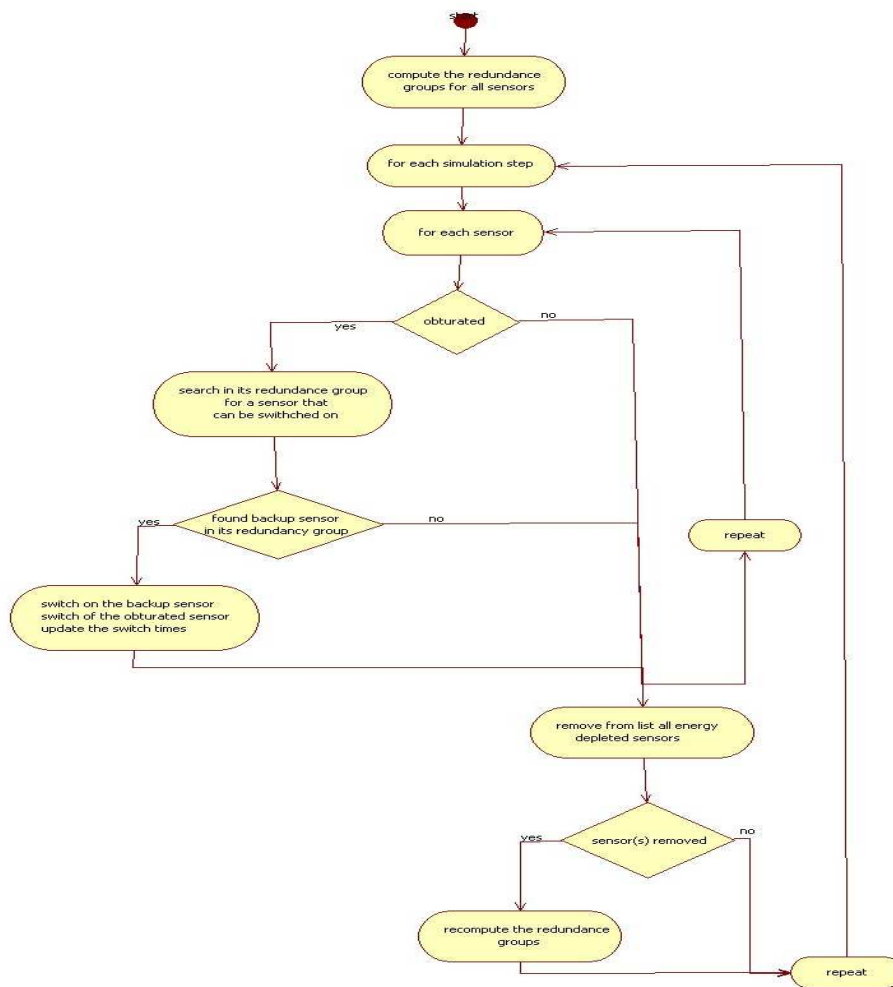 start
compute the redundance
groups for all sensors
for each simulation step
for each sensor
obturated
no
yes
search in its redundance group
for a sensor that
can be swithched on
found backup sensor
in its redundancy group
yes
no
repeat
switch on the backup sensor
switch of the obturated sensor
update the switch times
remove from list all energy
depleted sensors
sensor(s) removed
yes
no
recompute the redundance
groups
repeat